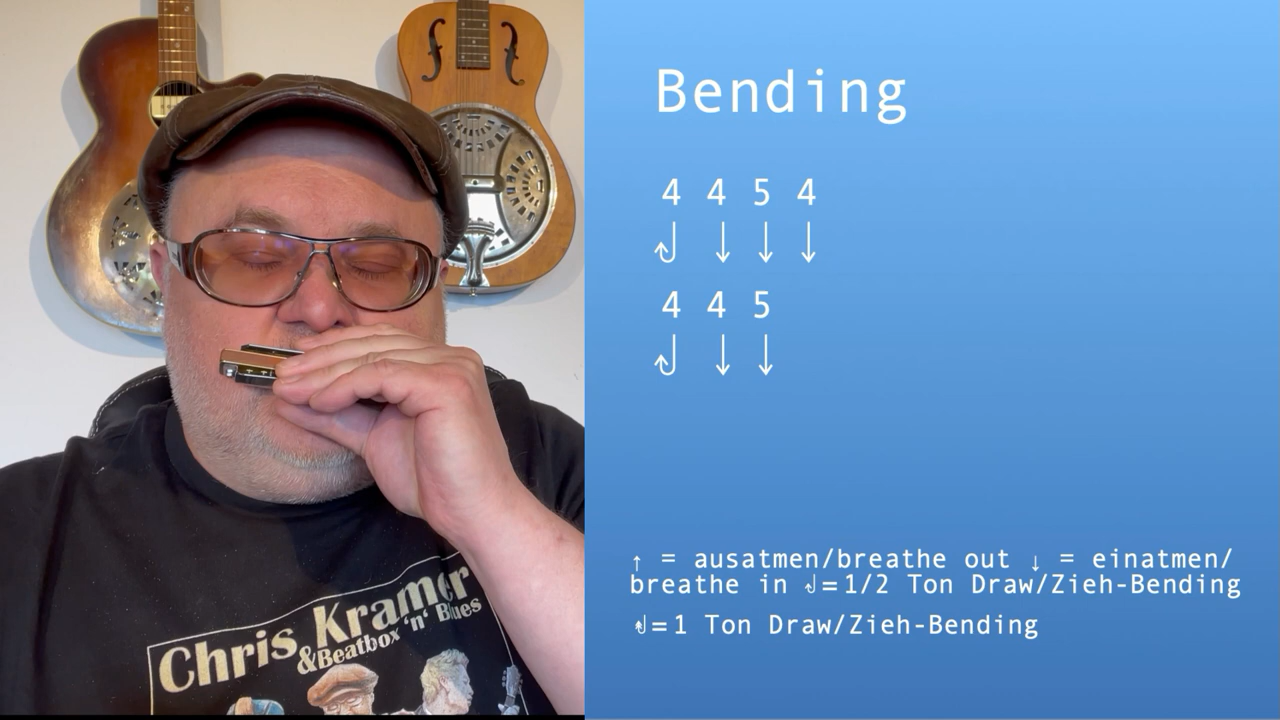 Bending
4 4 5 4
↲ ↓ ↓ ↓
4 4 5
↲ ↓ ↓
↑ = ausatmen/breathe out ↓ = einatmen/
breathe in ↲=1/2 Ton Draw/Zieh-Bending
↲=1 Ton Draw/Zieh-Bending
Chris Kramer
&Beatbox 'n' Blues